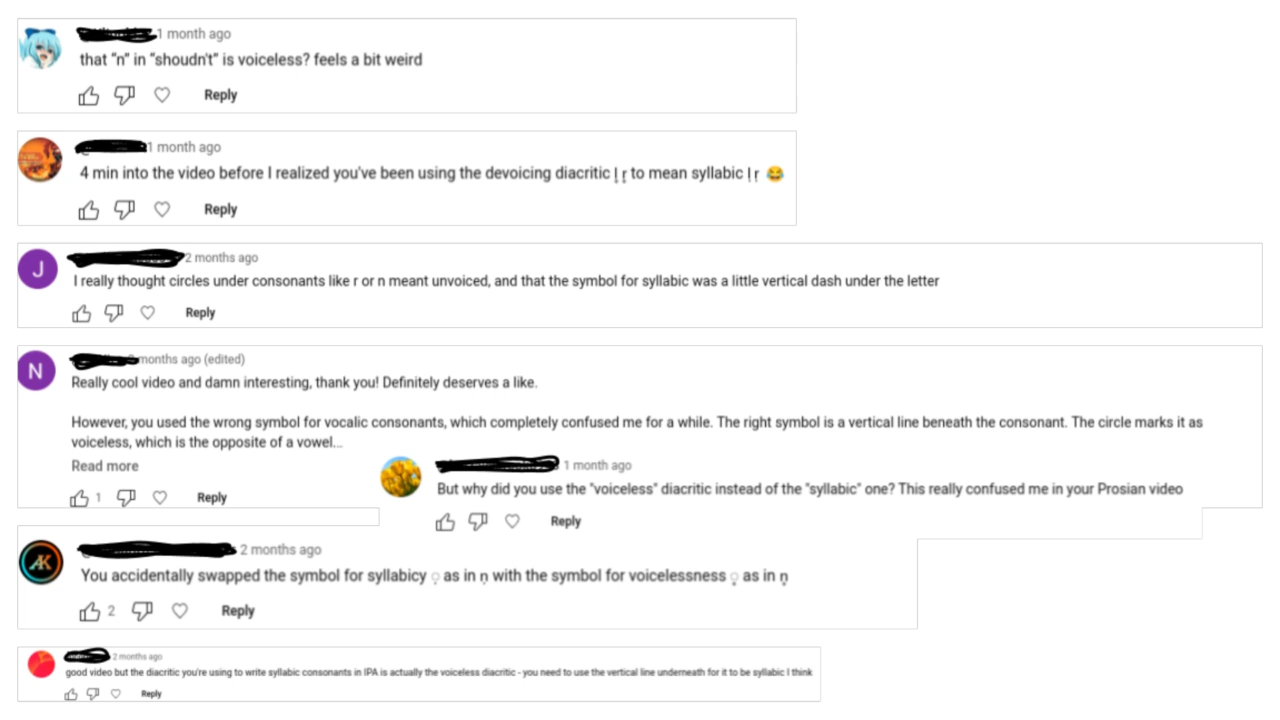 1 month ago
that “n” in “shoudn't” is voiceless? feels a bit weird
Reply
1 month ago
4 min into the video before I realized you've been using the devoicing diacritic l̥ r̥ to mean syllabic l̩ r̩ 😂
Reply
J
2 months ago
I really thought circles under consonants like r or n meant unvoiced, and that the symbol for syllabic was a little vertical dash under the letter
Reply
N
months ago (edited)
Really cool video and damn interesting, thank you! Definitely deserves a like.
However, you used the wrong symbol for vocalic consonants, which completely confused me for a while. The right symbol is a vertical line beneath the consonant. The circle marks it as
voiceless, which is the opposite of a vowel...
Read more
1 Reply
1 month ago
But why did you use the "voiceless" diacritic instead of the "syllabic" one? This really confused me in your Prosian video
Reply
AK
2 months ago
You accidentally swapped the symbol for syllabicy ◌̩ as in n̩ with the symbol for voicelessness ◌̥ as in n̥
2 Reply
2 months ago
good video but the diacritic you're using to write syllabic consonants in IPA is actually the voiceless diacritic - you need to use the vertical line underneath for it to be syllabic I think
Reply